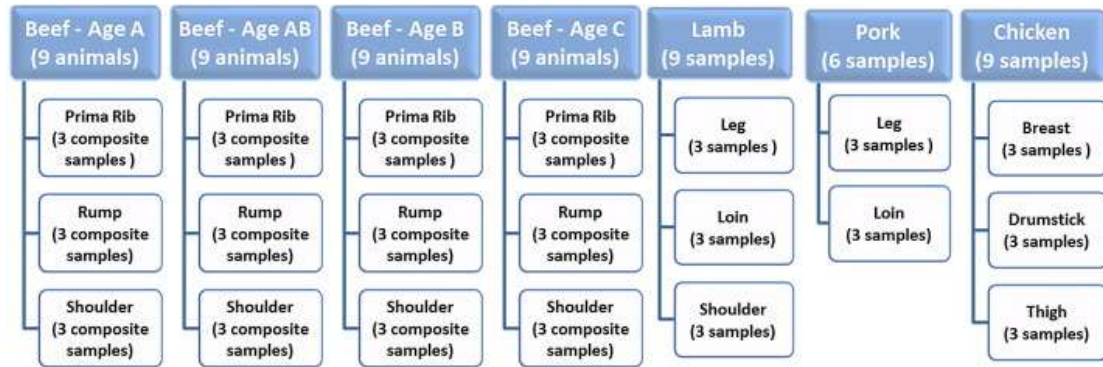 Beef - Age A
(9 animals)
Prima Rib
(3 composite
samples )
Rump
(3 composite
samples)
Shoulder
(3 composite
samples)
Beef - Age AB
(9 animals)
Prima Rib
(3 composite
samples )
Rump
(3 composite
samples)
Shoulder
(3 composite
samples)
Beef - Age B
(9 animals)
Prima Rib
(3 composite
samples )
Rump
(3 composite
samples)
Shoulder
(3 composite
samples)
Beef - Age C
(9 animals)
Prima Rib
(3 composite
samples )
Rump
(3 composite
samples)
Shoulder
(3 composite
samples)
Lamb
(9 samples)
Leg
(3 samples )
Loin
(3 samples)
Shoulder
(3 samples)
Pork
(6 samples)
Leg
(3 samples )
Loin
(3 samples)
Chicken
(9 samples)
Breast
(3 samples )
Drumstick
(3 samples)
Thigh
(3 samples)